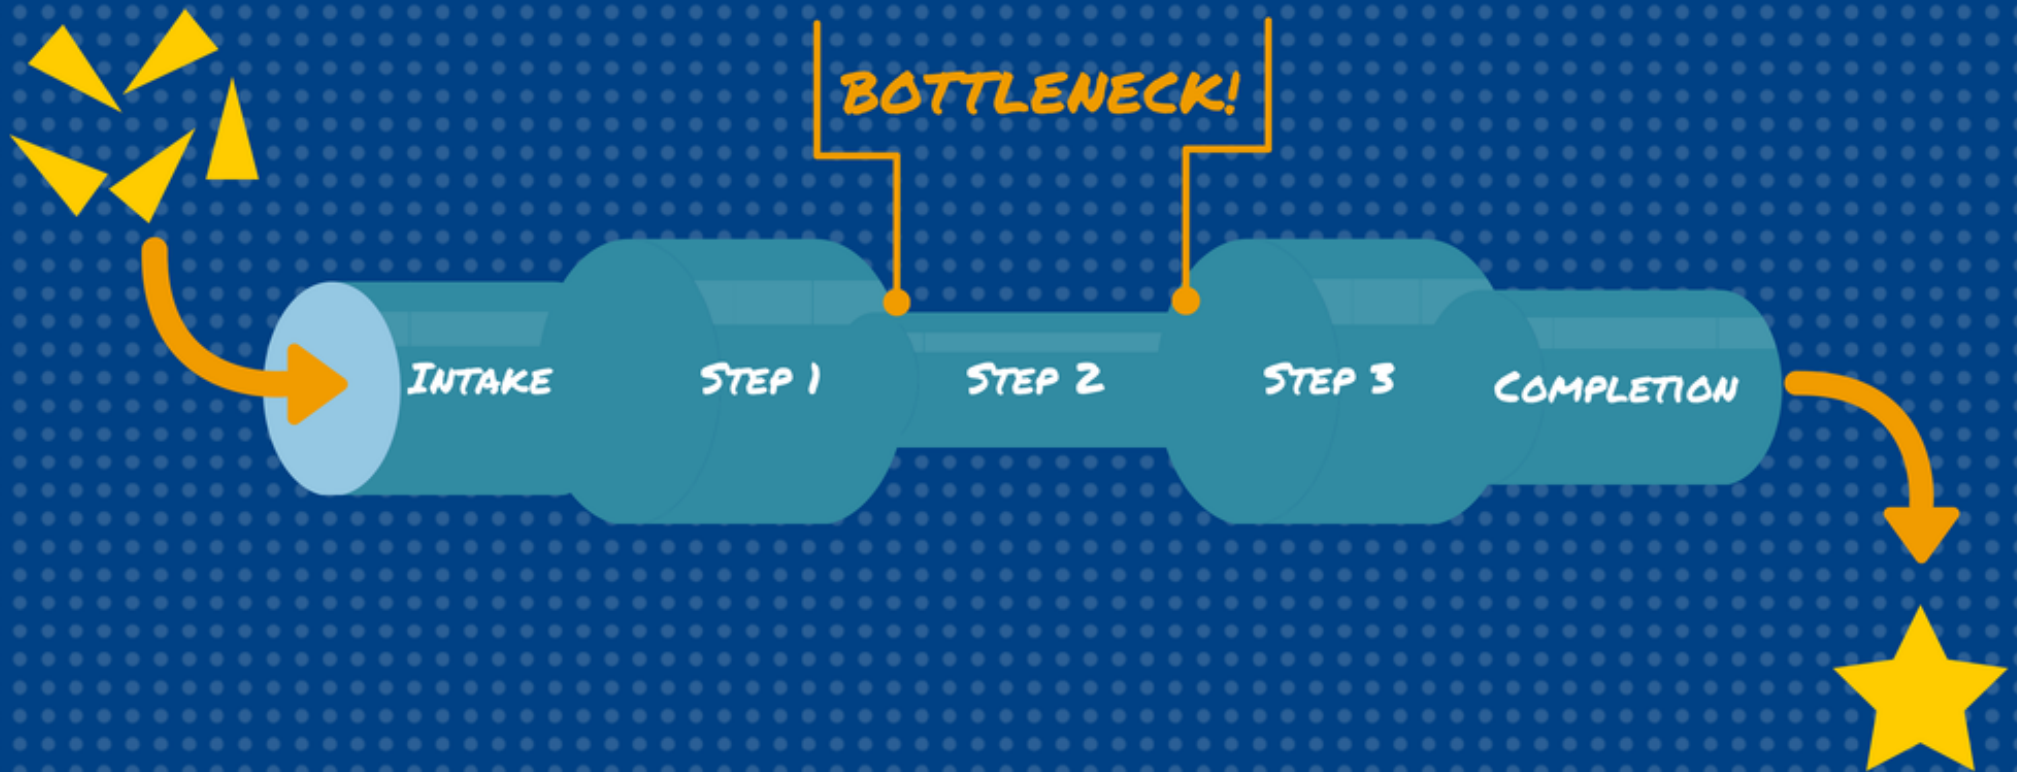 BOTTLENECK!
INTAKE
STEP 1
STEP 2
STEP 3
COMPLETION